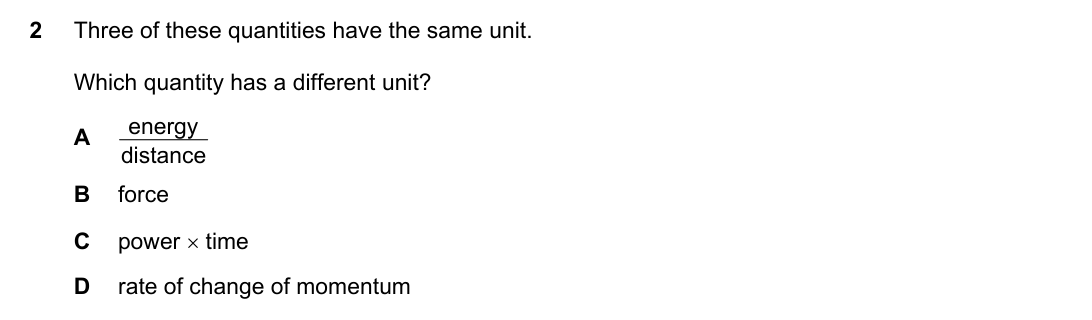 2 Three of these quantities have the same unit.
Which quantity has a different unit?
A energy
distance
B force
C power × time
D rate of change of momentum